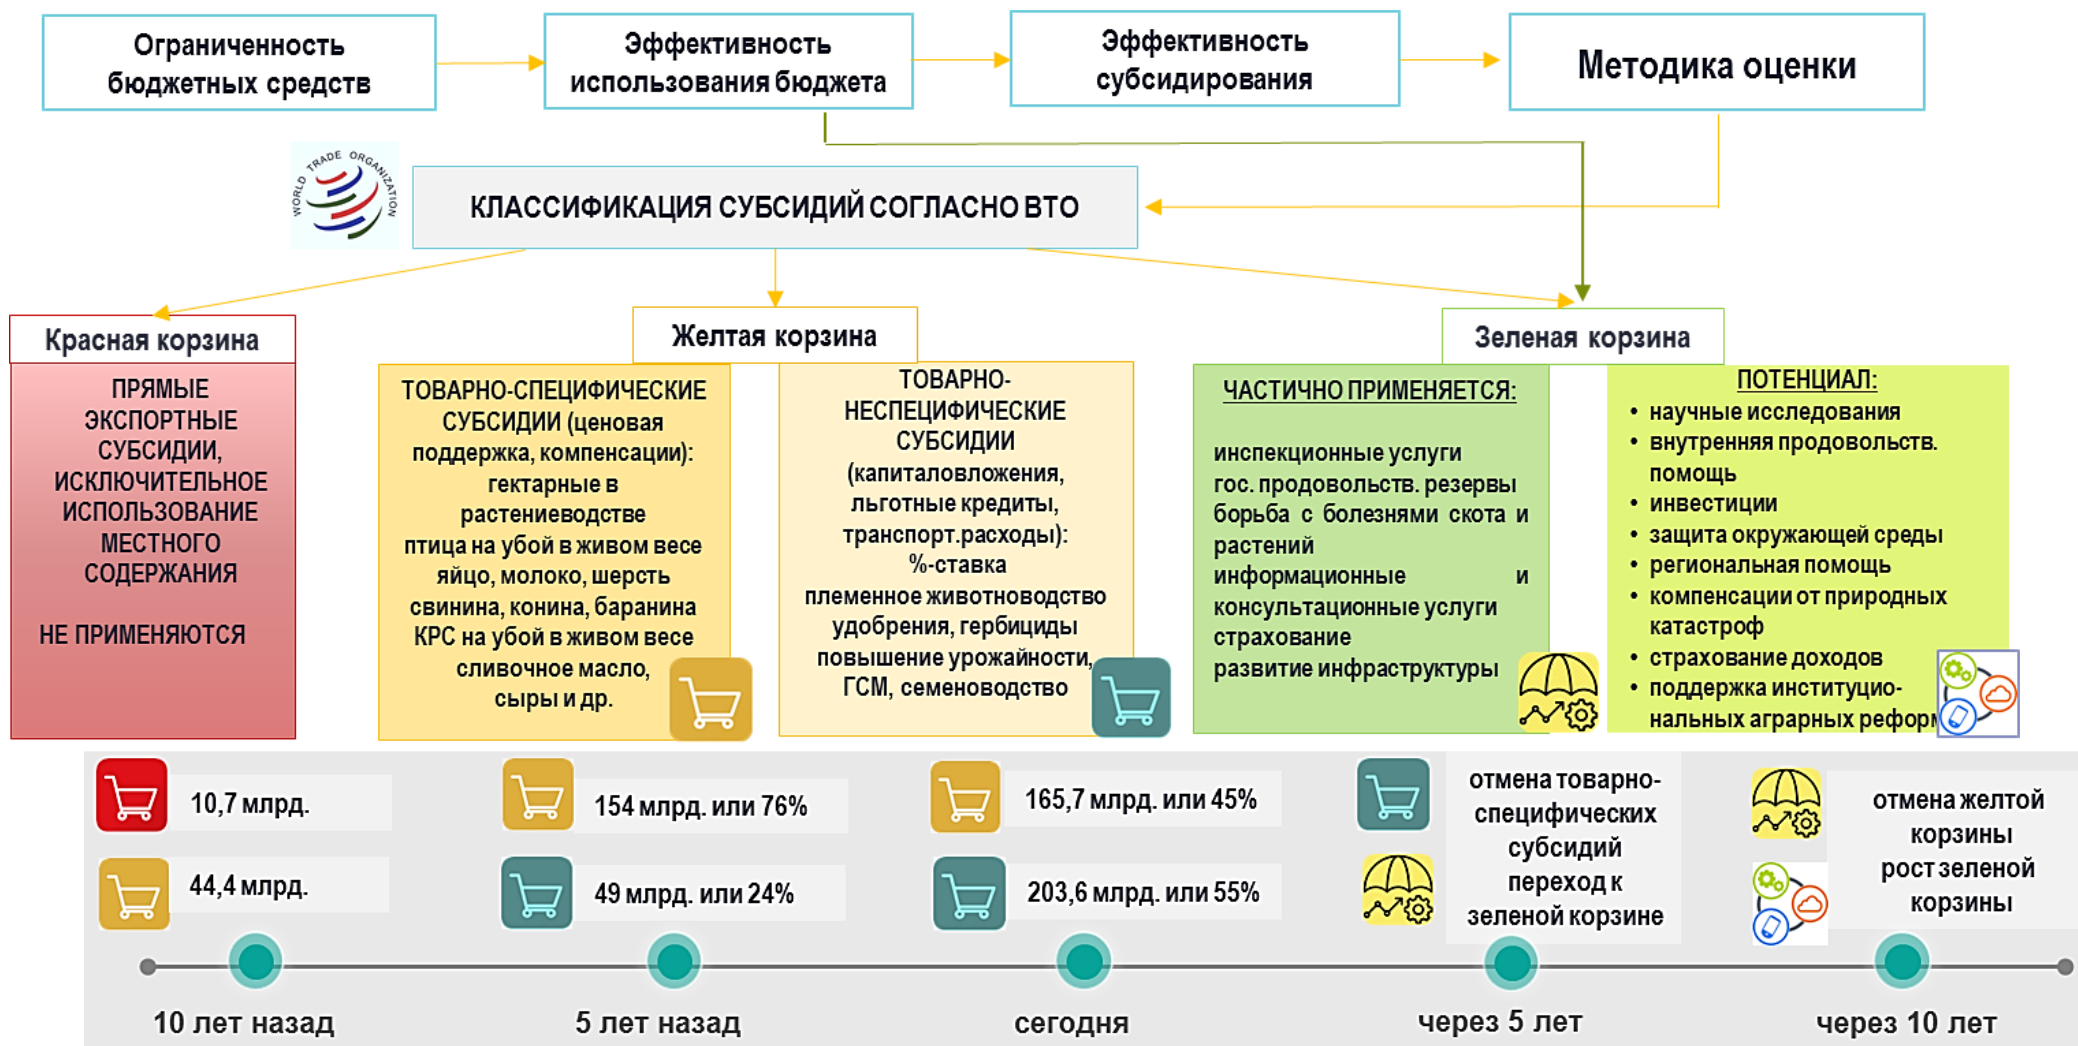 Ограниченность
бюджетных средств
Эффективность
использования бюджета
Эффективность
субсидирования
Методика оценки
WORLD TRADE ORGANIZATION
КЛАССИФИКАЦИЯ СУБСИДИЙ СОГЛАСНО ВТО
Красная корзина
ПРЯМЫЕ
ЭКСПОРТНЫЕ
СУБСИДИИ,
ИСКЛЮЧИТЕЛЬНОЕ
ИСПОЛЬЗОВАНИЕ
МЕСТНОГО
СОДЕРЖАНИЯ
НЕ ПРИМЕНЯЮТСЯ
Желтая корзина
ТОВАРНО-СПЕЦИФИЧЕСКИЕ
СУБСИДИИ (ценовая
поддержка, компенсации):
гектарные в
растениеводстве
птица на убой в живом весе
яйцо, молоко, шерсть
свинина, конина, баранина
КРС на убой в живом весе
сливочное масло,
сыры и др.
ТОВАРНО-
НЕСПЕЦИФИЧЕСКИЕ
СУБСИДИИ
(капиталовложения,
льготные кредиты,
транспорт.расходы):
%-ставка
племенное животноводство
удобрения, гербициды
повышение урожайности,
ГСМ, семеноводство
Зеленая корзина
ЧАСТИЧНО ПРИМЕНЯЕТСЯ:
инспекционные услуги
гос. продовольств. резервы
борьба с болезнями скота и
растений
информационные и
консультационные услуги
страхование
развитие инфраструктуры
ПОТЕНЦИАЛ:
• научные исследования
• внутренняя продовольств.
помощь
• инвестиции
• защита окружающей среды
• региональная помощь
• компенсации от природных
катастроф
• страхование доходов
• поддержка институцио-
нальных аграрных реформ
10,7 млрд.
44,4 млрд.
154 млрд. или 76%
49 млрд. или 24%
165,7 млрд. или 45%
203,6 млрд. или 55%
отмена товарно-
специфических
субсидий
переход к
зеленой корзине
отмена желтой
корзины
рост зеленой
корзины
10 лет назад
5 лет назад
сегодня
через 5 лет
через 10 лет